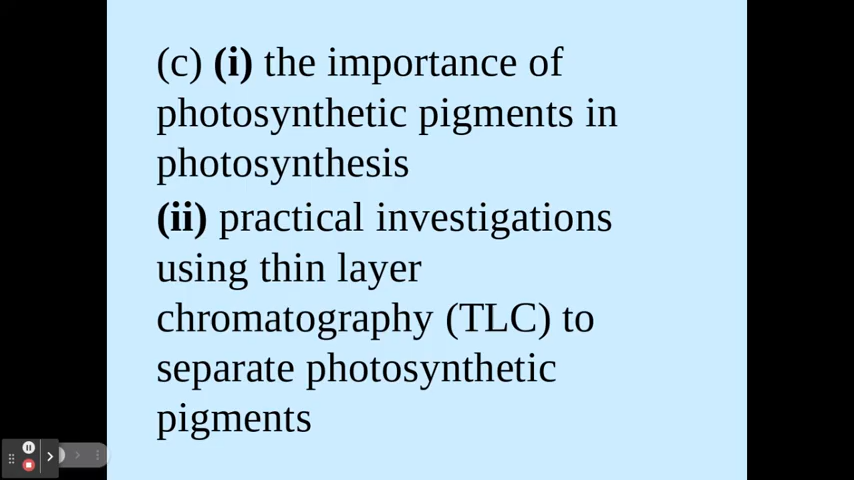 (c) (i) the importance of
photosynthetic pigments in
photosynthesis
(ii) practical investigations
using thin layer
chromatography (TLC) to
separate photosynthetic
pigments